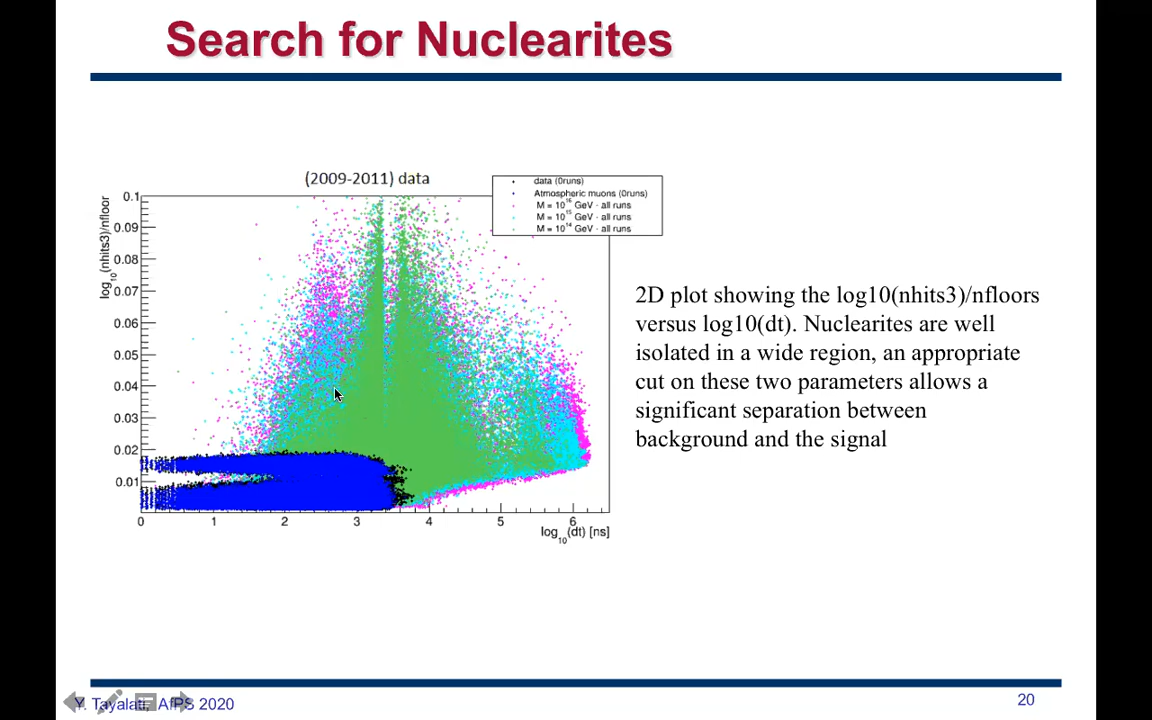 Search for Nuclearites
(2009-2011) data
data (0runs)
Atmospheric muons (0runs)
M = 10^16 GeV - all runs
M = 10^15 GeV - all runs
M = 10^14 GeV - all runs
log10(nhits3)/nfloor
0.1
0.09
0.08
0.07
0.06
0.05
0.04
0.03
0.02
0.01
0 1 2 3 4 5 6
log10(dt) [ns]
2D plot showing the log10(nhits3)/nfloors
versus log10(dt). Nuclearites are well
isolated in a wide region, an appropriate
cut on these two parameters allows a
significant separation between
background and the signal
Y. Tayalati, AfPS 2020
20